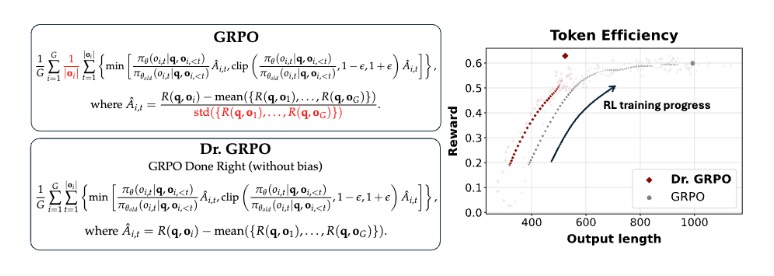 GRPO
$\frac{1}{G}\sum_{t=1}^{G}\frac{1}{|\mathbf{o}_i|}\sum_{t=1}^{|\mathbf{o}_i|}\left\{\min\left[\frac{\pi_\theta(o_{i,t}|\mathbf{q},\mathbf{o}_{i,<t})}{\pi_{\theta_{old}}(o_{i,t}|\mathbf{q},\mathbf{o}_{i,<t})}\hat{A}_{i,t},\text{clip}\left(\frac{\pi_\theta(o_{i,t}|\mathbf{q},\mathbf{o}_{i,<t})}{\pi_{\theta_{old}}(o_{i,t}|\mathbf{q},\mathbf{o}_{i,<t})},1-\epsilon,1+\epsilon\right)\hat{A}_{i,t}\right]\right\},$
where $\hat{A}_{i,t}=\frac{R(\mathbf{q},\mathbf{o}_i)-\text{mean}(\{R(\mathbf{q},\mathbf{o}_1),\ldots,R(\mathbf{q},\mathbf{o}_G)\})}{\text{std}(\{R(\mathbf{q},\mathbf{o}_1),\ldots,R(\mathbf{q},\mathbf{o}_G)\})}.$
Dr. GRPO
GRPO Done Right (without bias)
$\frac{1}{G}\sum_{t=1}^{G}\sum_{t=1}^{|\mathbf{o}_i|}\left\{\min\left[\frac{\pi_\theta(o_{i,t}|\mathbf{q},\mathbf{o}_{i,<t})}{\pi_{\theta_{old}}(o_{i,t}|\mathbf{q},\mathbf{o}_{i,<t})}\hat{A}_{i,t},\text{clip}\left(\frac{\pi_\theta(o_{i,t}|\mathbf{q},\mathbf{o}_{i,<t})}{\pi_{\theta_{old}}(o_{i,t}|\mathbf{q},\mathbf{o}_{i,<t})},1-\epsilon,1+\epsilon\right)\hat{A}_{i,t}\right]\right\},$
where $\hat{A}_{i,t}=R(\mathbf{q},\mathbf{o}_i)-\text{mean}(\{R(\mathbf{q},\mathbf{o}_1),\ldots,R(\mathbf{q},\mathbf{o}_G)\}).$
Token Efficiency
Reward
0.6
0.5
0.4
0.3
0.2
0.1
0.0
RL training progress
Dr. GRPO
GRPO
400 600 800 1000
Output length